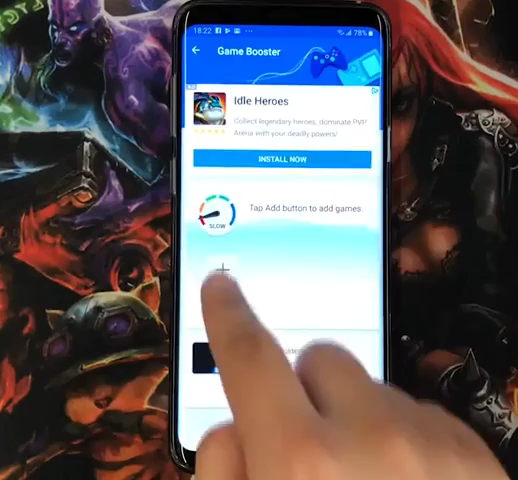 18:22
78%
Game Booster
AD
Idle Heroes
Collect legendary heroes, dominate PVP
Arena with your deadly powers!
INSTALL NOW
SLOW
Tap Add button to add games.